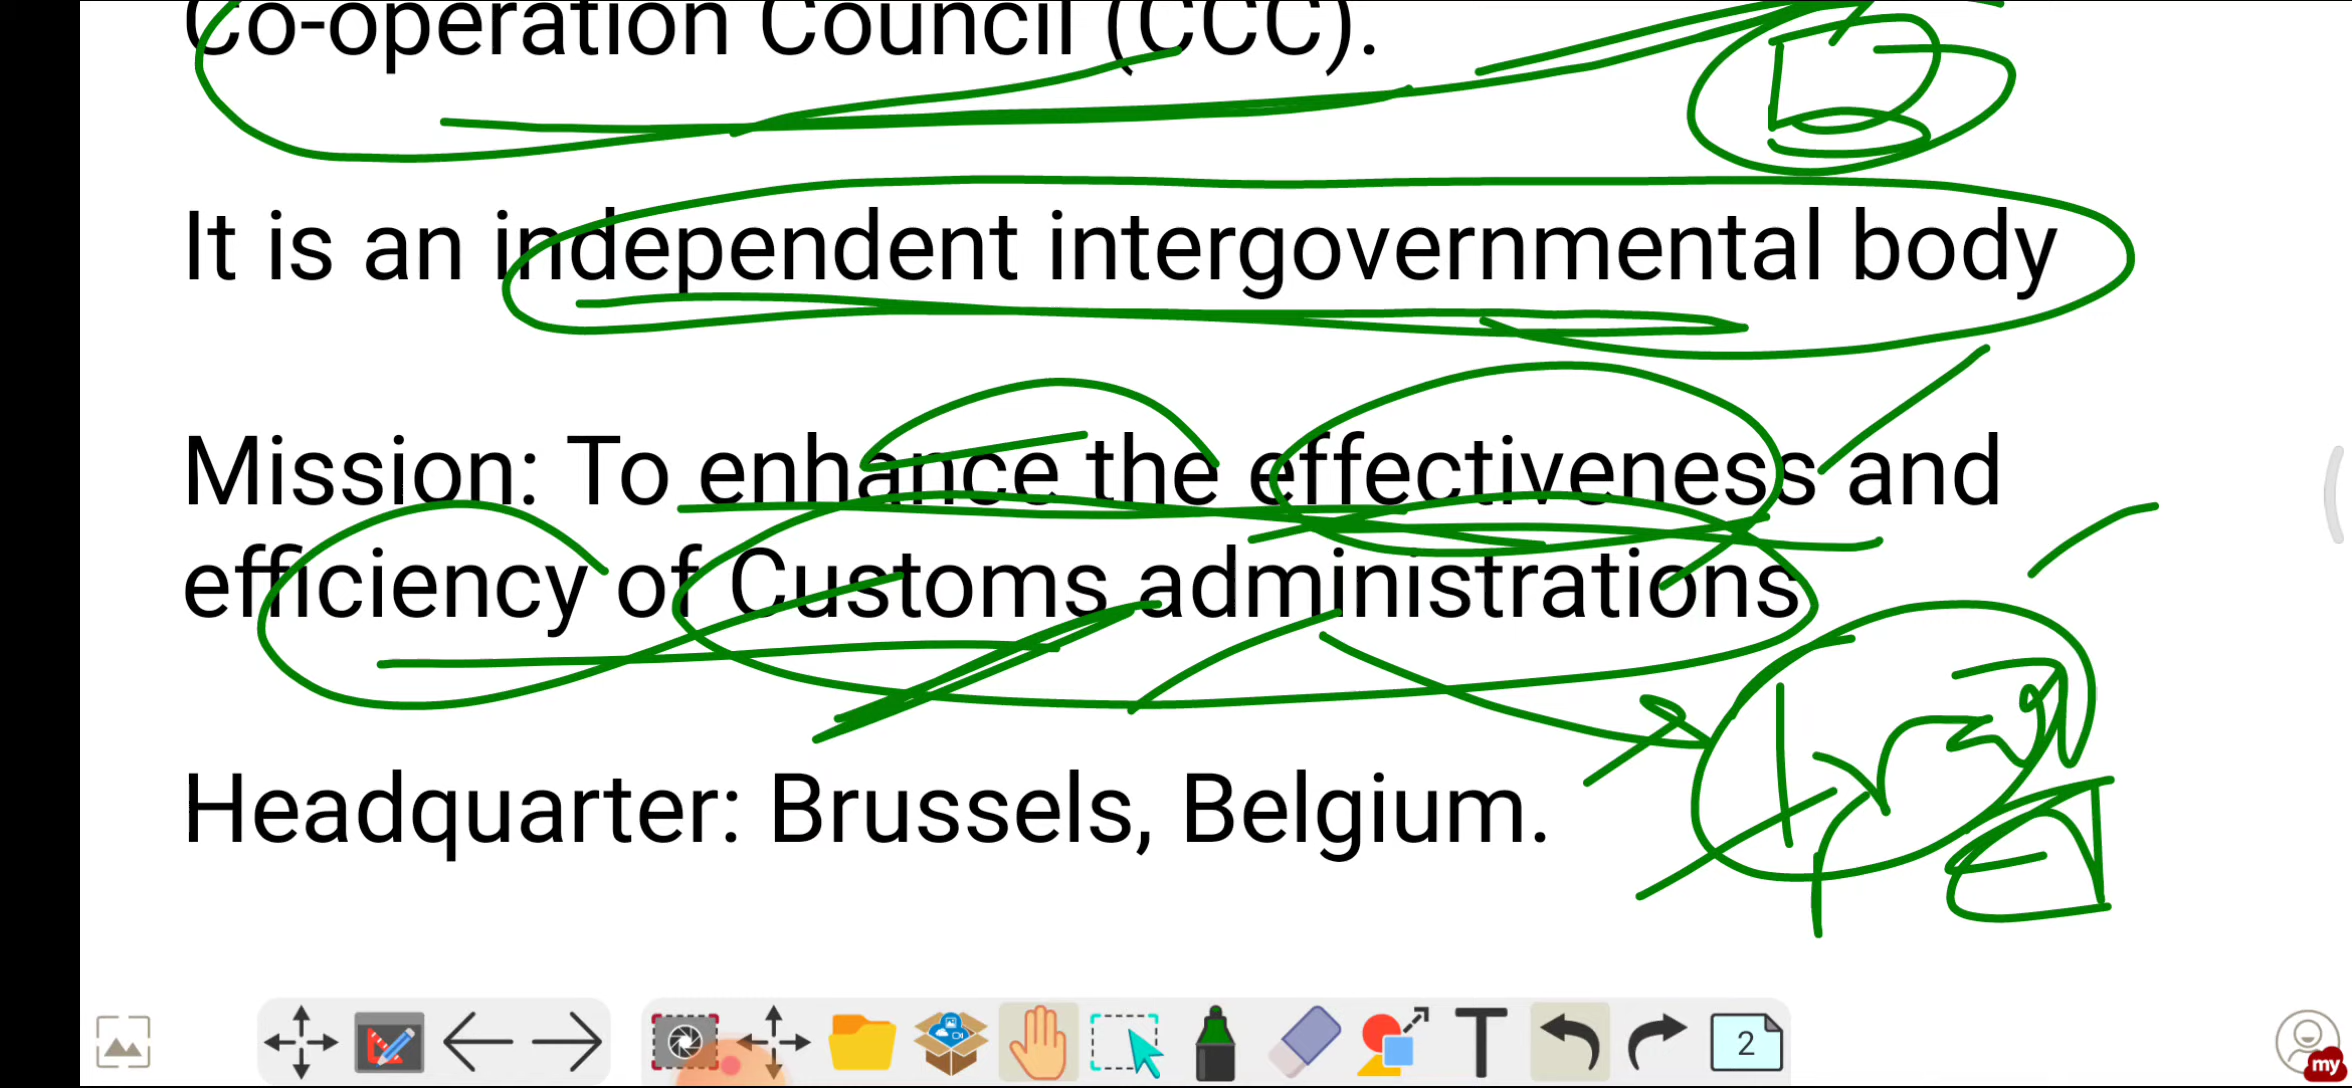 Co-operation Council (CCC).
It is an independent intergovernmental body
Mission: To enhance the effectiveness and
efficiency of Customs administrations
Headquarter: Brussels, Belgium.
T
2
my